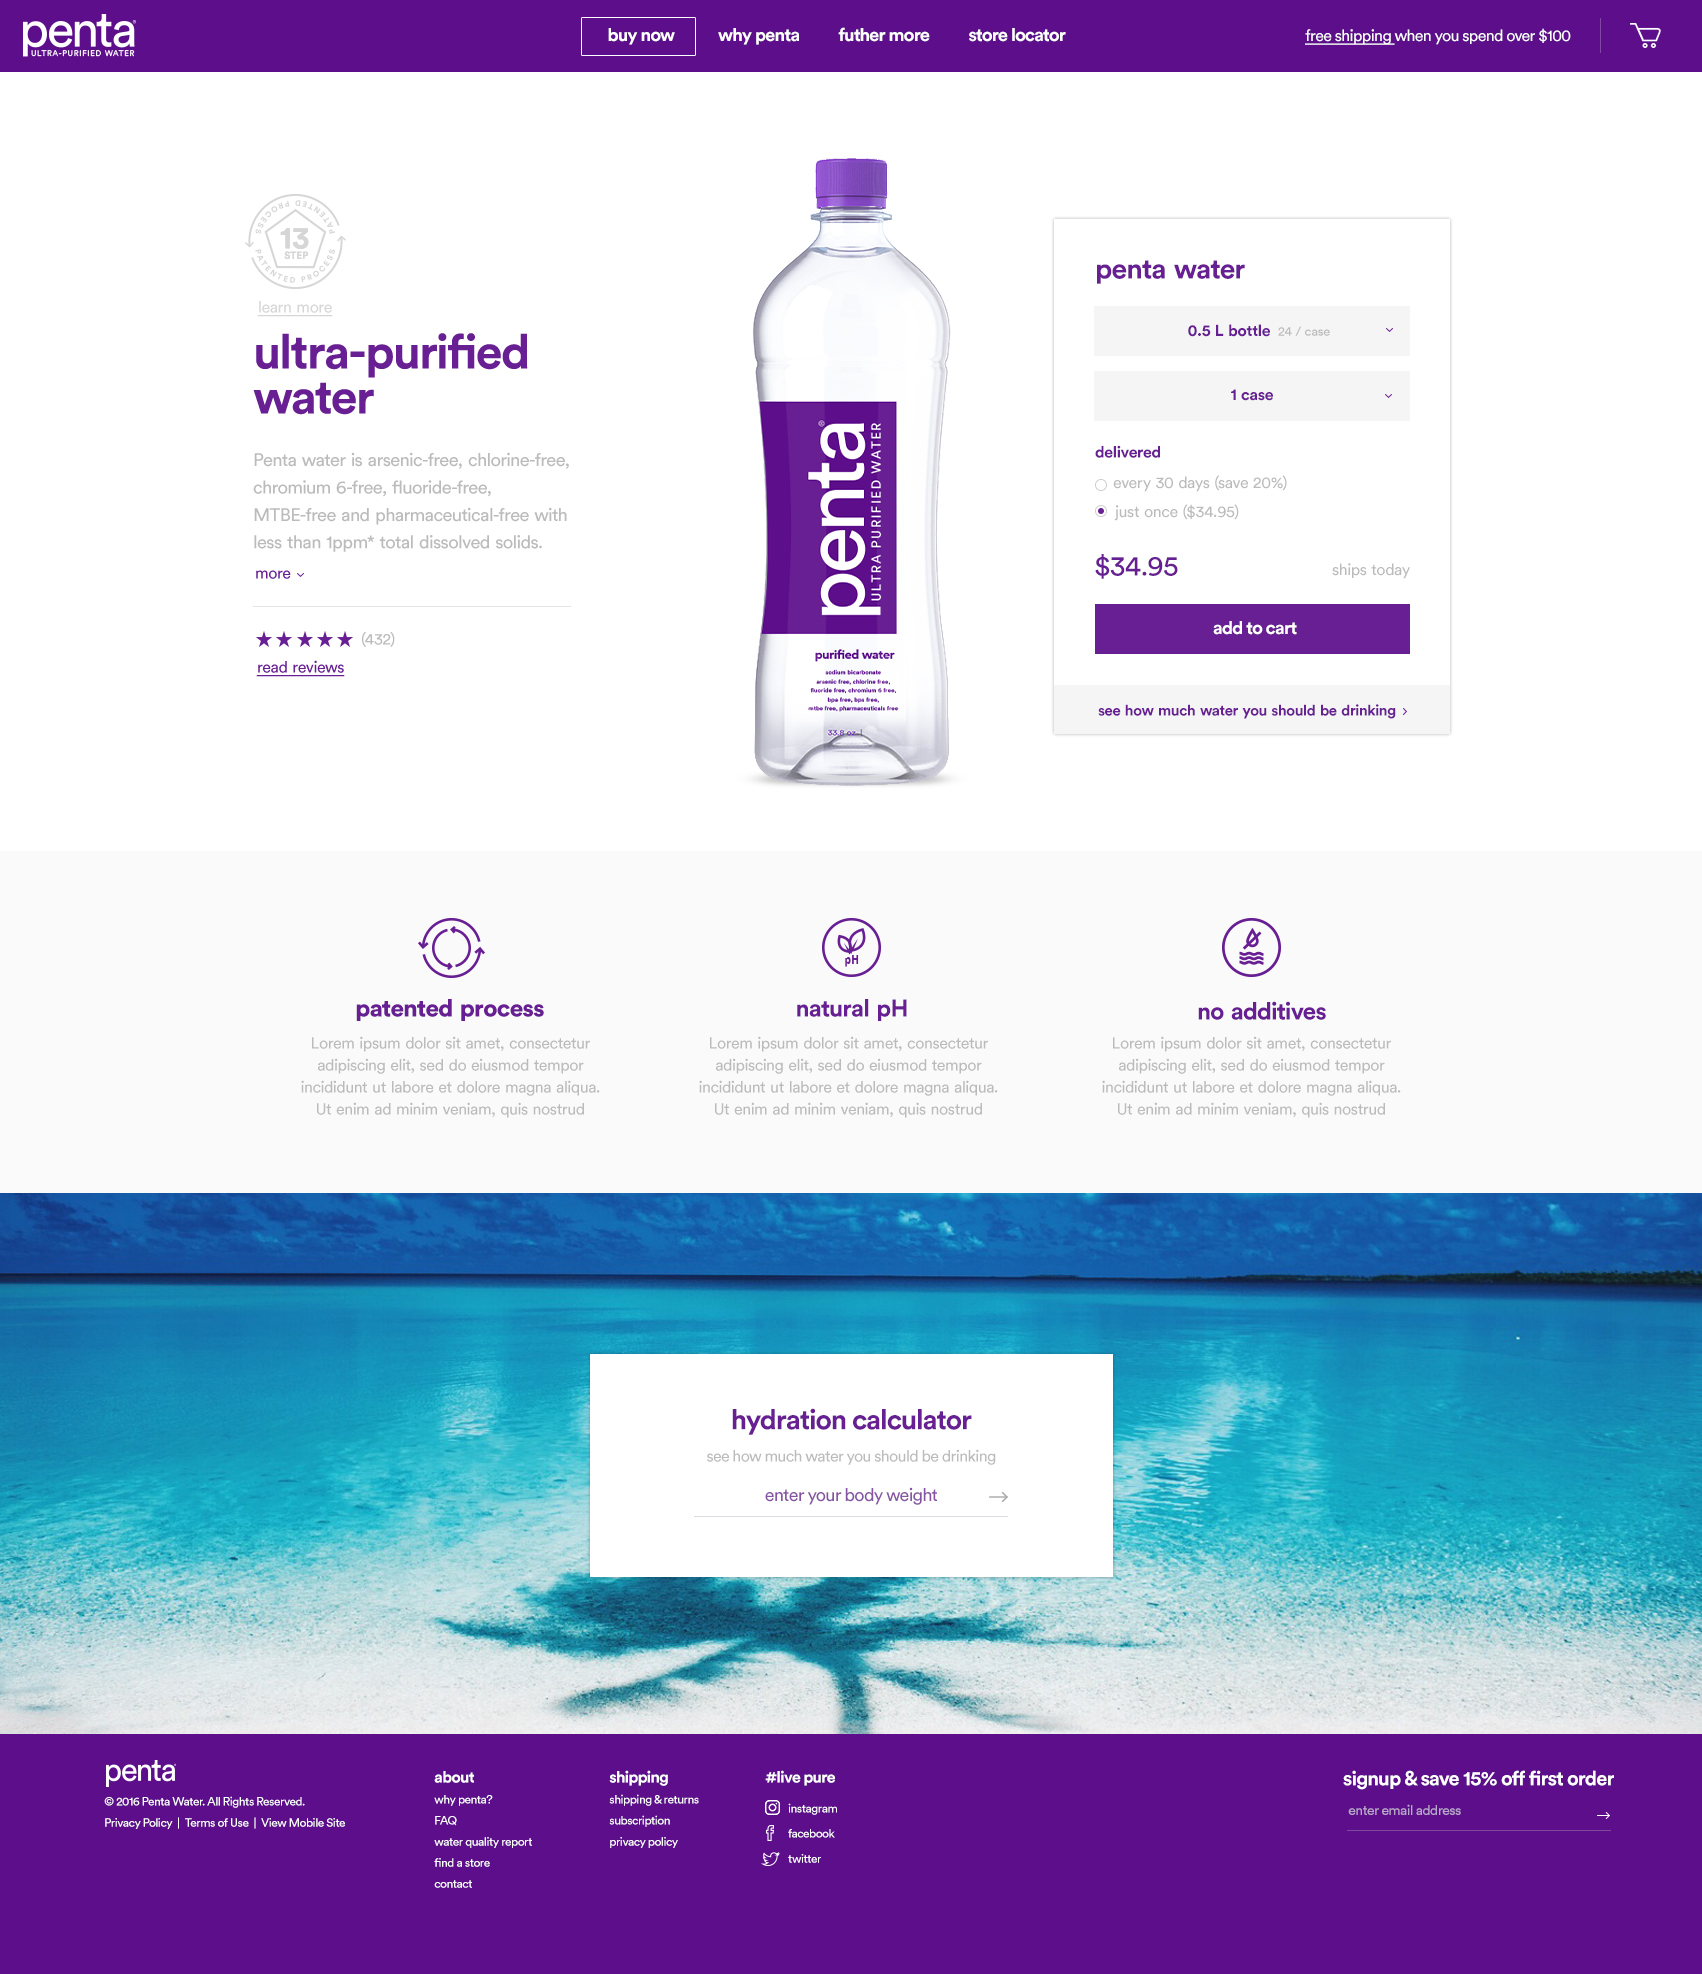 penta®
ULTRA-PURIFIED WATER
buy now
why penta
futher more
store locator
free shipping when you spend over $100
PATENTED PROCESS
13
STEP
PATENTED PROCESS
learn more
ultra-purified
water
Penta water is arsenic-free, chlorine-free,
chromium 6-free, fluoride-free,
MTBE-free and pharmaceutical-free with
less than 1ppm* total dissolved solids.
more
(432)
read reviews
penta®
ULTRA PURIFIED WATER
purified water
sodium bicarbonate
arsenic free, chlorine free,
fluoride free, chromium 6 free,
bpa free, bps free,
mtbe free, pharmaceuticals free
33.8 oz. |
penta water
0.5 L bottle 24 / case
1 case
delivered
every 30 days (save 20%)
just once ($34.95)
$34.95
ships today
add to cart
see how much water you should be drinking
patented process
Lorem ipsum dolor sit amet, consectetur
adipiscing elit, sed do eiusmod tempor
incididunt ut labore et dolore magna aliqua.
Ut enim ad minim veniam, quis nostrud
pH
natural pH
Lorem ipsum dolor sit amet, consectetur
adipiscing elit, sed do eiusmod tempor
incididunt ut labore et dolore magna aliqua.
Ut enim ad minim veniam, quis nostrud
no additives
Lorem ipsum dolor sit amet, consectetur
adipiscing elit, sed do eiusmod tempor
incididunt ut labore et dolore magna aliqua.
Ut enim ad minim veniam, quis nostrud
hydration calculator
see how much water you should be drinking
enter your body weight
penta
© 2016 Penta Water. All Rights Reserved.
Privacy Policy | Terms of Use | View Mobile Site
about
why penta?
FAQ
water quality report
find a store
contact
shipping
shipping & returns
subscription
privacy policy
#live pure
instagram
facebook
twitter
signup & save 15% off first order
enter email address